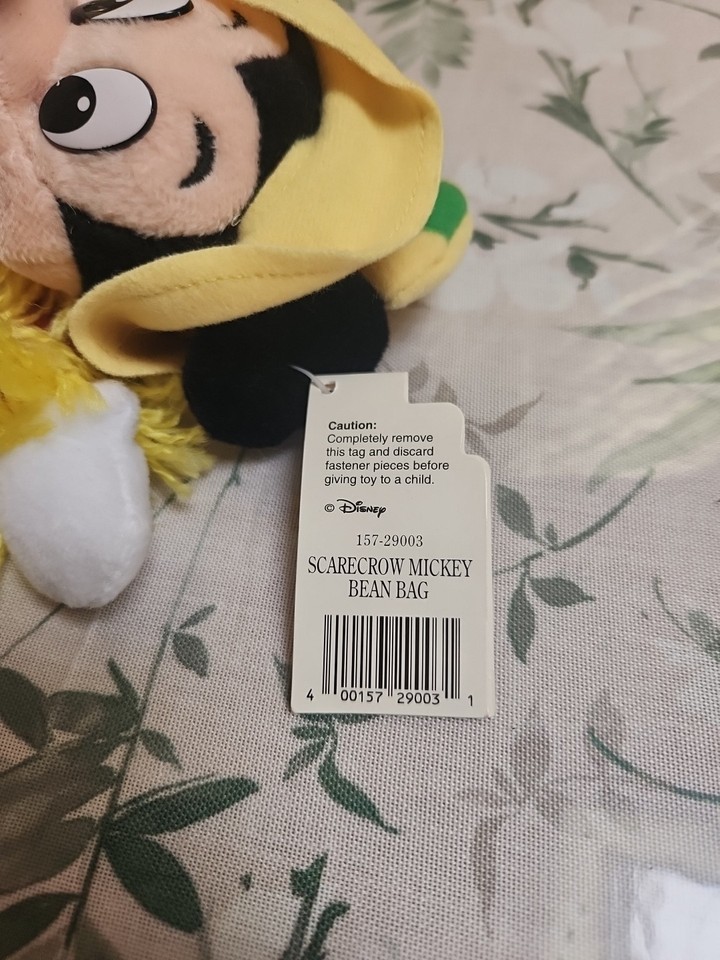 Caution:
Completely remove
this tag and discard
fastener pieces before
giving toy to a child.
© Disney
157-29003
SCARECROW MICKEY
BEAN BAG
4 00157 29003 1